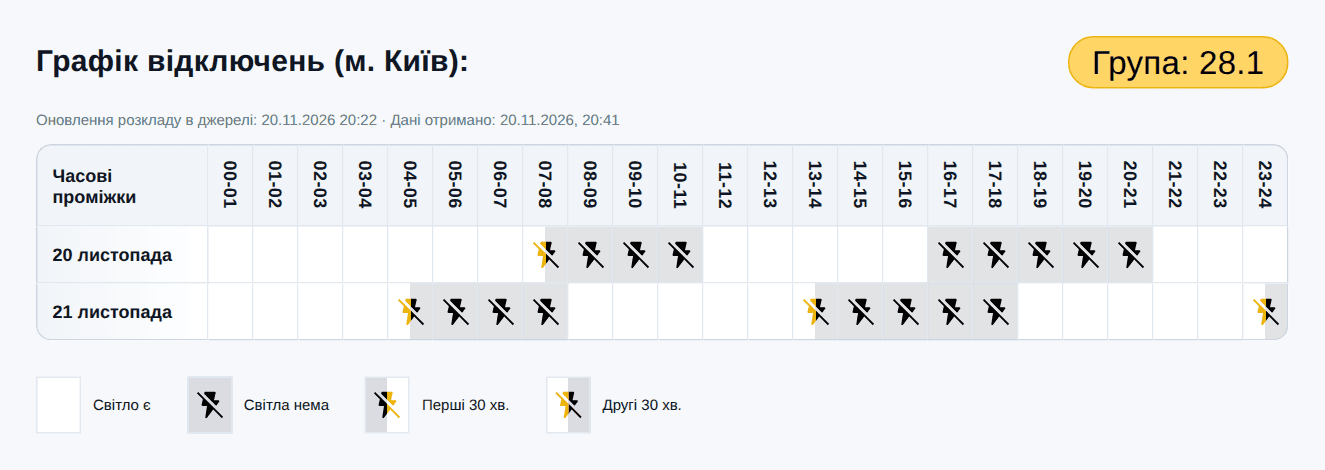 Графік відключень (м. Київ):
Група: 28.1
Оновлення розкладу в джерелі: 20.11.2026 20:22 · Дані отримано: 20.11.2026, 20:41
Часові
проміжки
00-01 01-02 02-03 03-04 04-05 05-06 06-07 07-08 08-09 09-10 10-11 11-12 12-13 13-14 14-15 15-16 16-17 17-18 18-19 19-20 20-21 21-22 22-23 23-24
20 листопада
21 листопада
Світло є
Світла нема
Перші 30 хв.
Другі 30 хв.